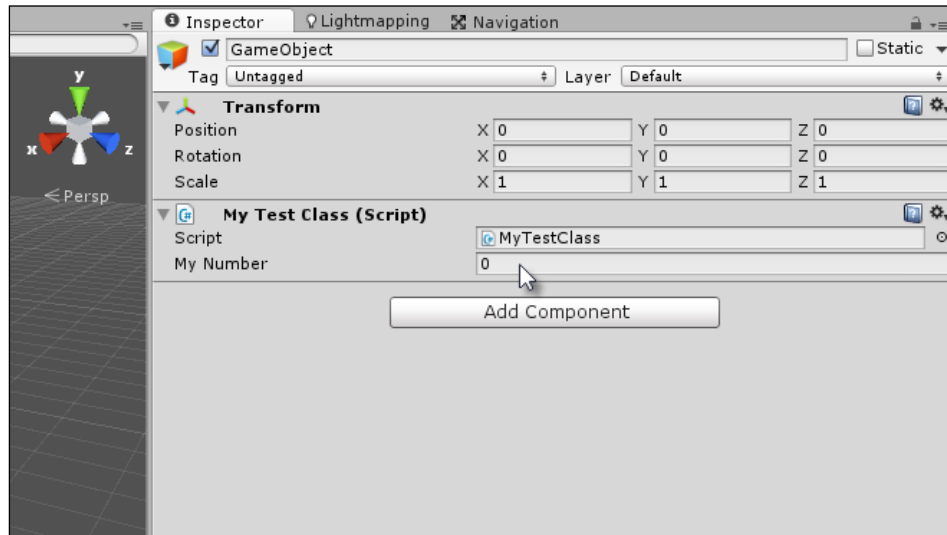 Inspector Lightmapping Navigation
GameObject Static
Tag Untagged Layer Default
y
x z
Persp
Transform
Position X 0 Y 0 Z 0
Rotation X 0 Y 0 Z 0
Scale X 1 Y 1 Z 1
My Test Class (Script)
Script MyTestClass
My Number 0
Add Component